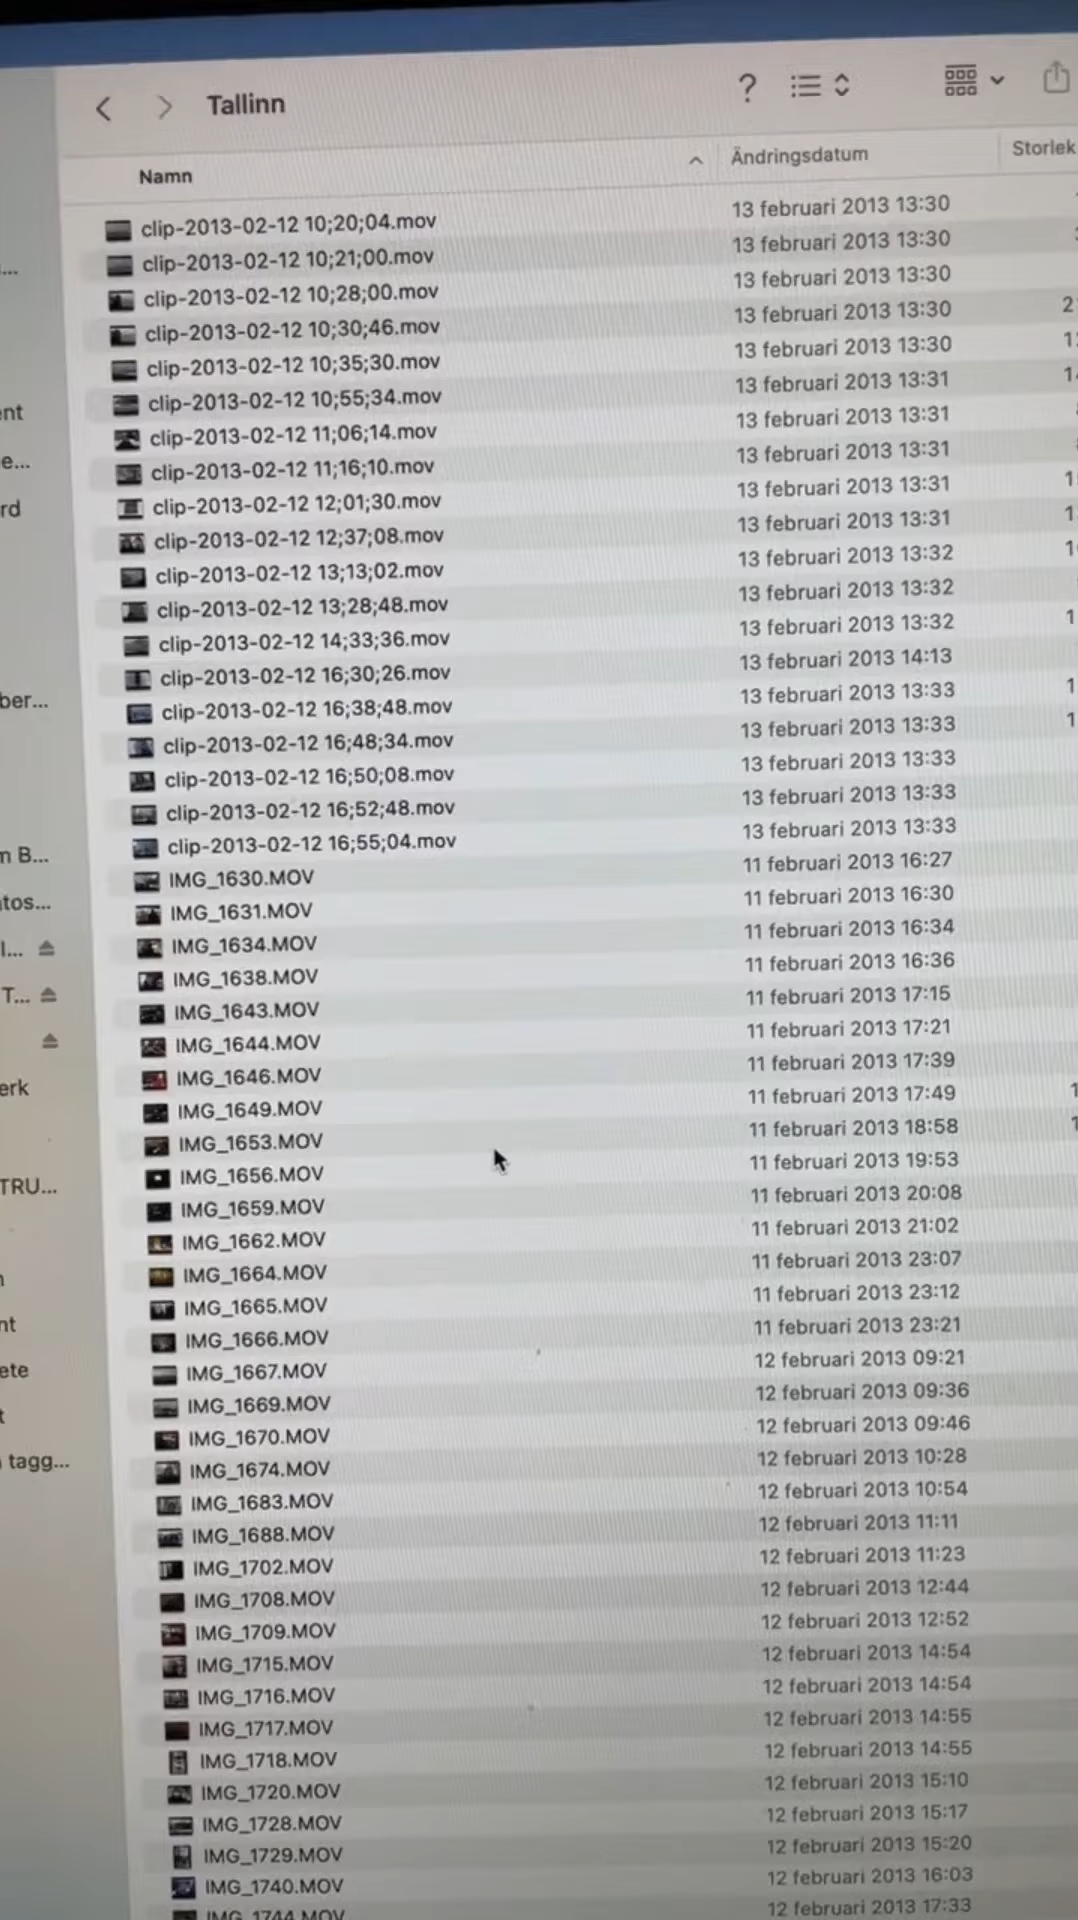 Tallinn
?
Namn Ändringsdatum Storlek
clip-2013-02-12 10;20;04.mov 13 februari 2013 13:30
clip-2013-02-12 10;21;00.mov 13 februari 2013 13:30
clip-2013-02-12 10;28;00.mov 13 februari 2013 13:30
clip-2013-02-12 10;30;46.mov 13 februari 2013 13:30
clip-2013-02-12 10;35;30.mov 13 februari 2013 13:30
clip-2013-02-12 10;55;34.mov 13 februari 2013 13:31
clip-2013-02-12 11;06;14.mov 13 februari 2013 13:31
clip-2013-02-12 11;16;10.mov 13 februari 2013 13:31
clip-2013-02-12 12;01;30.mov 13 februari 2013 13:31
clip-2013-02-12 12;37;08.mov 13 februari 2013 13:31
clip-2013-02-12 13;13;02.mov 13 februari 2013 13:32
clip-2013-02-12 13;28;48.mov 13 februari 2013 13:32
clip-2013-02-12 14;33;36.mov 13 februari 2013 13:32
clip-2013-02-12 16;30;26.mov 13 februari 2013 14:13
clip-2013-02-12 16;38;48.mov 13 februari 2013 13:33
clip-2013-02-12 16;48;34.mov 13 februari 2013 13:33
clip-2013-02-12 16;50;08.mov 13 februari 2013 13:33
clip-2013-02-12 16;52;48.mov 13 februari 2013 13:33
clip-2013-02-12 16;55;04.mov 13 februari 2013 13:33
IMG_1630.MOV 11 februari 2013 16:27
IMG_1631.MOV 11 februari 2013 16:30
IMG_1634.MOV 11 februari 2013 16:34
IMG_1638.MOV 11 februari 2013 16:36
IMG_1643.MOV 11 februari 2013 17:15
IMG_1644.MOV 11 februari 2013 17:21
IMG_1646.MOV 11 februari 2013 17:39
IMG_1649.MOV 11 februari 2013 17:49
IMG_1653.MOV 11 februari 2013 18:58
IMG_1656.MOV 11 februari 2013 19:53
IMG_1659.MOV 11 februari 2013 20:08
IMG_1662.MOV 11 februari 2013 21:02
IMG_1664.MOV 11 februari 2013 23:07
IMG_1665.MOV 11 februari 2013 23:12
IMG_1666.MOV 11 februari 2013 23:21
IMG_1667.MOV 12 februari 2013 09:21
IMG_1669.MOV 12 februari 2013 09:36
IMG_1670.MOV 12 februari 2013 09:46
IMG_1674.MOV 12 februari 2013 10:28
IMG_1683.MOV 12 februari 2013 10:54
IMG_1688.MOV 12 februari 2013 11:11
IMG_1702.MOV 12 februari 2013 11:23
IMG_1708.MOV 12 februari 2013 12:44
IMG_1709.MOV 12 februari 2013 12:52
IMG_1715.MOV 12 februari 2013 14:54
IMG_1716.MOV 12 februari 2013 14:54
IMG_1717.MOV 12 februari 2013 14:55
IMG_1718.MOV 12 februari 2013 14:55
IMG_1720.MOV 12 februari 2013 15:10
IMG_1728.MOV 12 februari 2013 15:17
IMG_1729.MOV 12 februari 2013 15:20
IMG_1740.MOV 12 februari 2013 16:03
IMG_1744.MOV 12 februari 2013 17:33